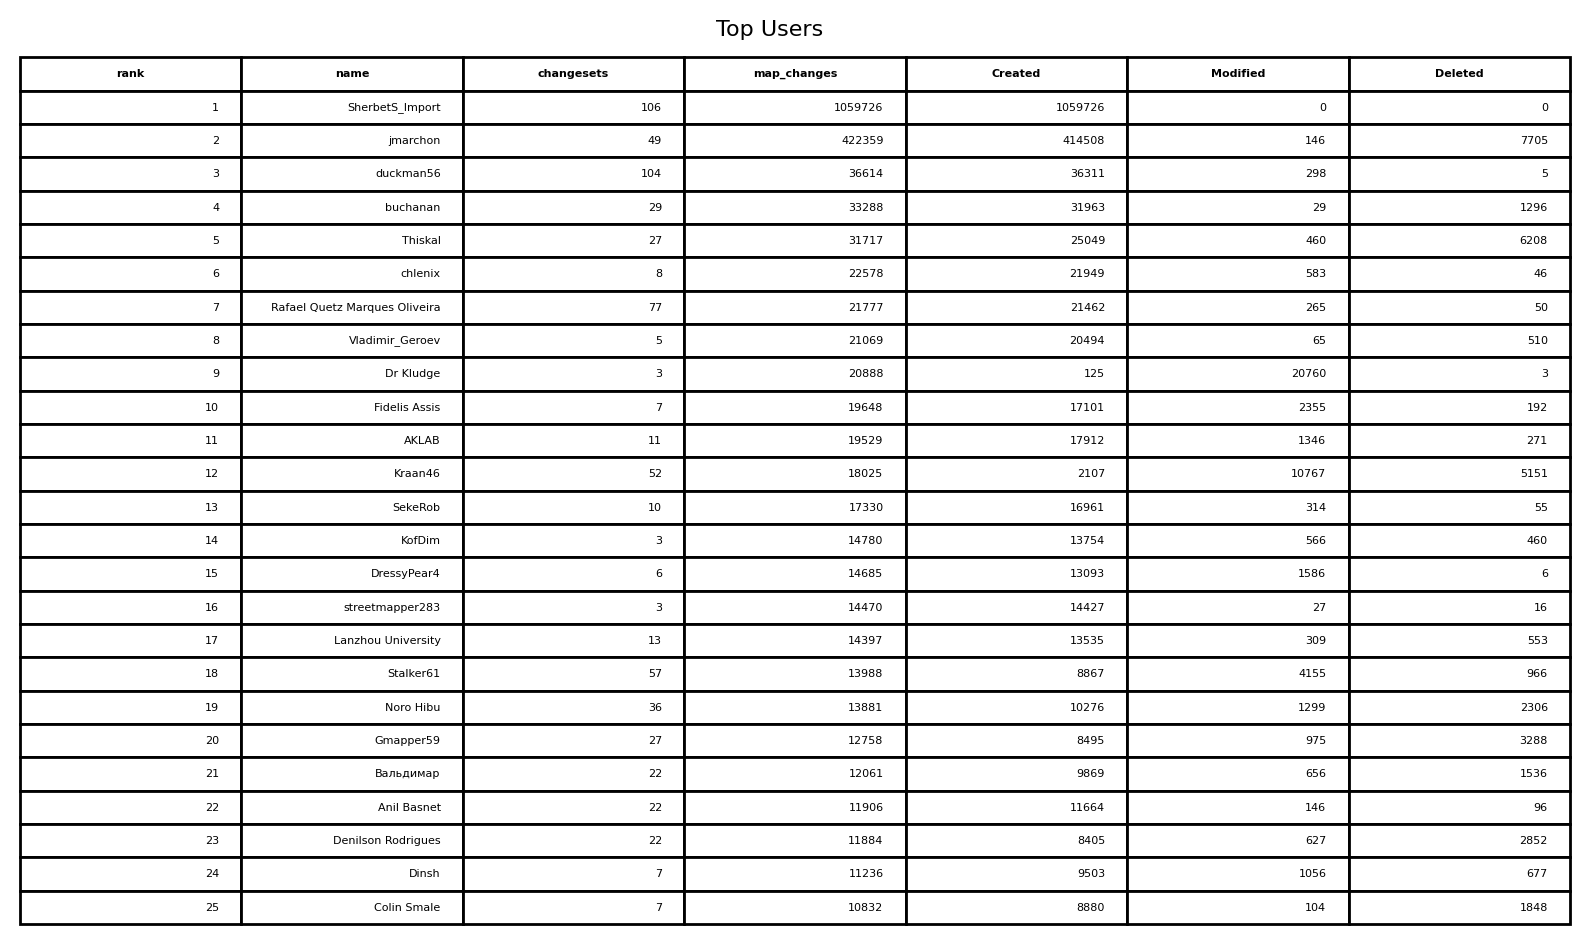 Top Users
rank name changesets map_changes Created Modified Deleted
1 SherbetS_Import 106 1059726 1059726 0 0
2 jmarchon 49 422359 414508 146 7705
3 duckman56 104 36614 36311 298 5
4 buchanan 29 33288 31963 29 1296
5 Thiskal 27 31717 25049 460 6208
6 chlenix 8 22578 21949 583 46
7 Rafael Quetz Marques Oliveira 77 21777 21462 265 50
8 Vladimir_Geroev 5 21069 20494 65 510
9 Dr Kludge 3 20888 125 20760 3
10 Fidelis Assis 7 19648 17101 2355 192
11 AKLAB 11 19529 17912 1346 271
12 Kraan46 52 18025 2107 10767 5151
13 SekeRob 10 17330 16961 314 55
14 KofDim 3 14780 13754 566 460
15 DressyPear4 6 14685 13093 1586 6
16 streetmapper283 3 14470 14427 27 16
17 Lanzhou University 13 14397 13535 309 553
18 Stalker61 57 13988 8867 4155 966
19 Noro Hibu 36 13881 10276 1299 2306
20 Gmapper59 27 12758 8495 975 3288
21 Вальдимар 22 12061 9869 656 1536
22 Anil Basnet 22 11906 11664 146 96
23 Denilson Rodrigues 22 11884 8405 627 2852
24 Dinsh 7 11236 9503 1056 677
25 Colin Smale 7 10832 8880 104 1848